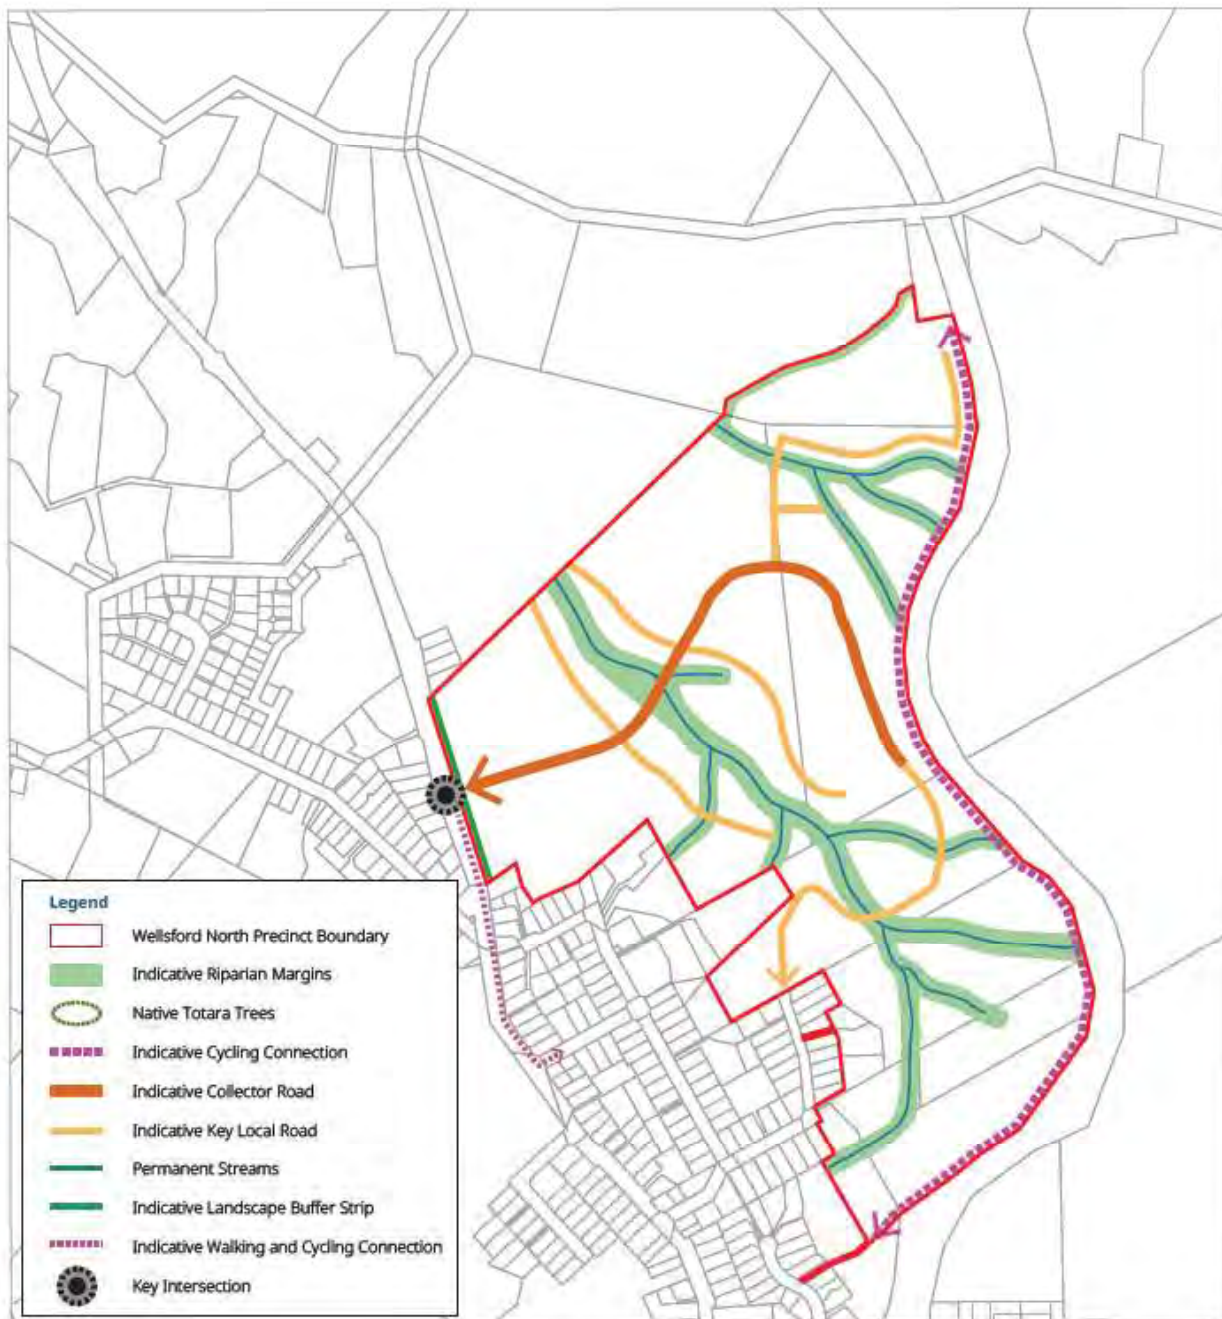 Legend
Wellsford North Precinct Boundary
Indicative Riparian Margins
Native Totara Trees
Indicative Cycling Connection
Indicative Collector Road
Indicative Key Local Road
Permanent Streams
Indicative Landscape Buffer Strip
Indicative Walking and Cycling Connection
Key Intersection